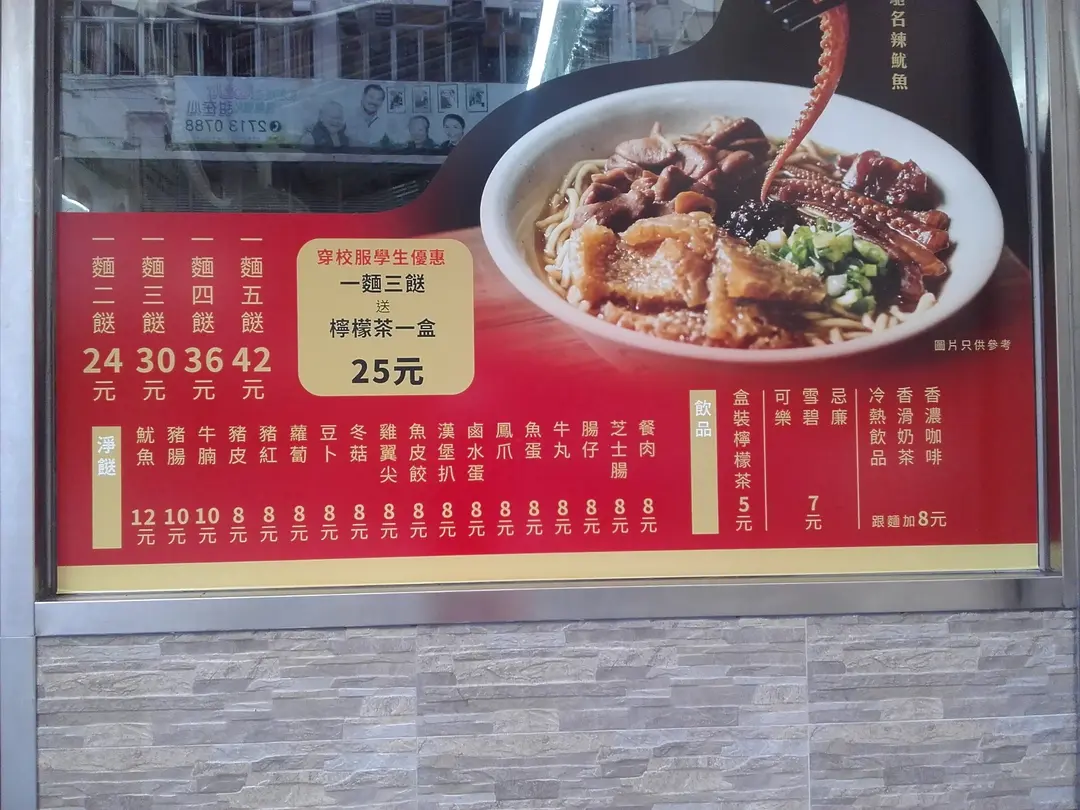 馳名辣魷魚
甜在心
2713 0788
一麵二餸
24
元
一麵三餸
30
元
一麵四餸
36
元
一麵五餸
42
元
穿校服學生優惠
一麵三餸
送
檸檬茶一盒
25元
圖片只供參考
淨餸
魷魚 12元
豬腸 10元
牛腩 10元
豬皮 8元
豬紅 8元
蘿蔔 8元
豆卜 8元
冬菇 8元
雞翼尖 8元
魚皮餃 8元
漢堡扒 8元
鹵水蛋 8元
鳳爪 8元
魚蛋 8元
牛丸 8元
腸仔 8元
芝士腸 8元
餐肉 8元
飲品
盒裝檸檬茶 5元
可樂
雪碧
忌廉
7元
冷熱飲品
香滑奶茶
香濃咖啡
跟麵加8元